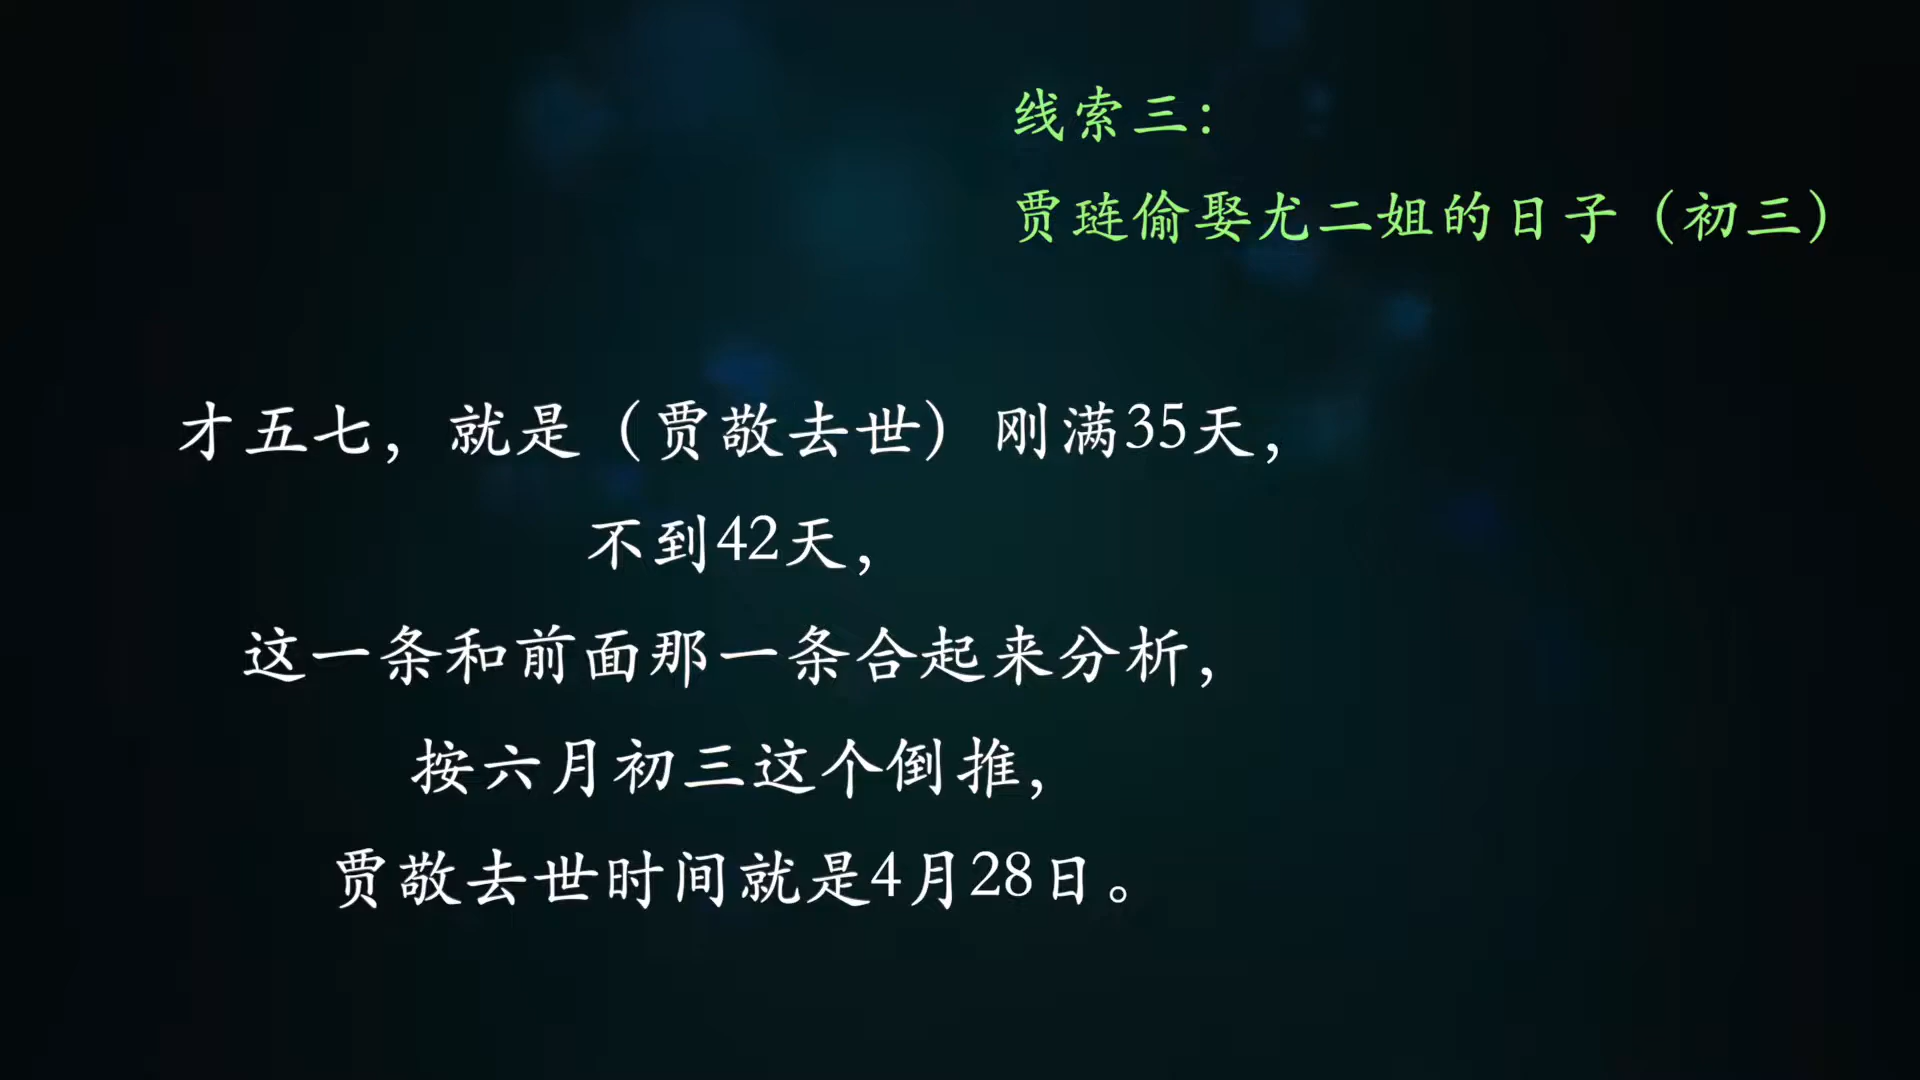 线索三：
贾琏偷娶尤二姐的日子（初三）
才五七，就是（贾敬去世）刚满35天，
不到42天，
这一条和前面那一条合起来分析，
按六月初三这个倒推，
贾敬去世时间就是4月28日。